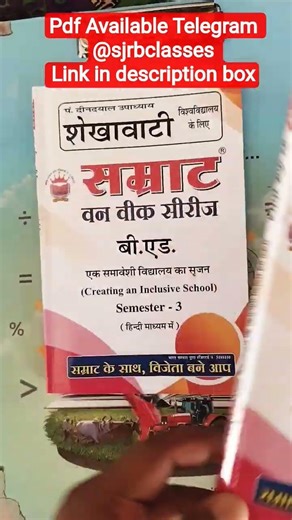 Pdf Available Telegram
@sjrbclasses
Link in description box
पं. दीनदयाल उपाध्याय
शेखावाटी विश्वविद्यालय के लिए
सम्राट®
वन वीक सीरीज
बी.एड.
एक समावेशी विद्यालय का सृजन
(Creating an Inclusive School)
Semester - 3
( हिन्दी माध्यम में )
सम्राट के साथ, विजेता बने आप
%